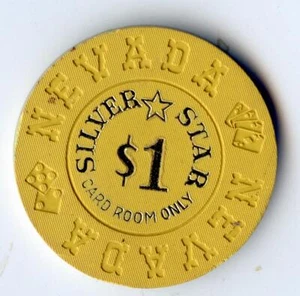 NEVADA
SILVER STAR
$1
CARD ROOM ONLY
NEVADA